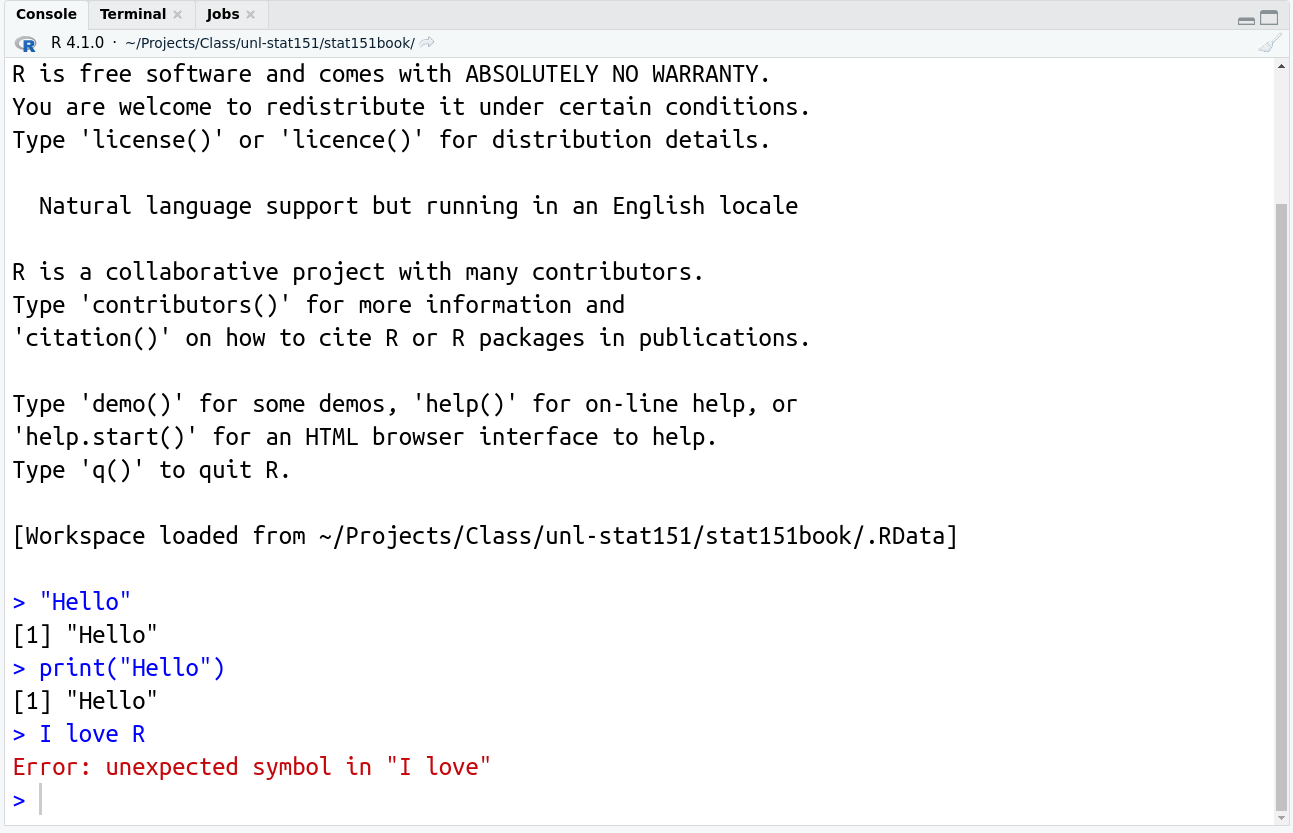 Console Terminal × Jobs ×
R R 4.1.0 · ~/Projects/Class/unl-stat151/stat151book/
R is free software and comes with ABSOLUTELY NO WARRANTY.
You are welcome to redistribute it under certain conditions.
Type 'license()' or 'licence()' for distribution details.
Natural language support but running in an English locale
R is a collaborative project with many contributors.
Type 'contributors()' for more information and
'citation()' on how to cite R or R packages in publications.
Type 'demo()' for some demos, 'help()' for on-line help, or
'help.start()' for an HTML browser interface to help.
Type 'q()' to quit R.
[Workspace loaded from ~/Projects/Class/unl-stat151/stat151book/.RData]
> "Hello"
[1] "Hello"
> print("Hello")
[1] "Hello"
> I love R
Error: unexpected symbol in "I love"
>